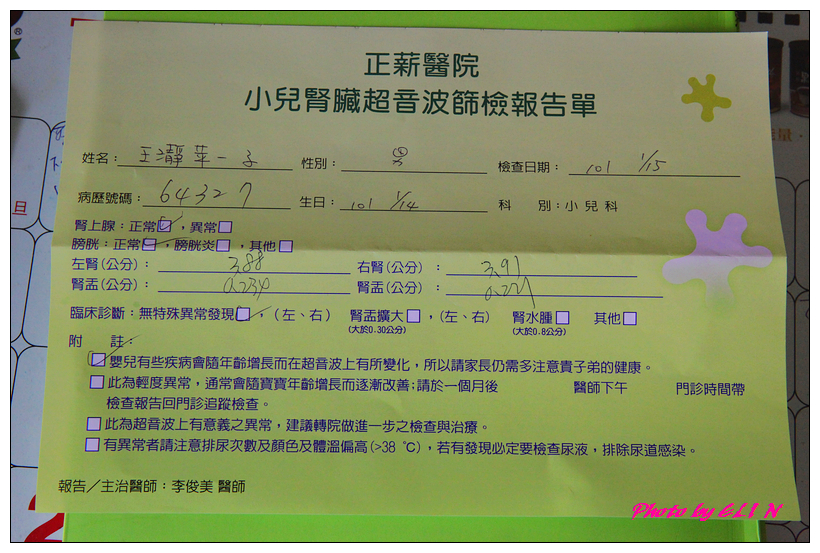 正薪醫院
小兒腎臟超音波篩檢報告單
姓名：王瀞苹一子 性別：男 檢查日期：101 1/15
病歷號碼：64327 生日：101 1/14 科 別：小兒科
腎上腺：正常☑，異常☐
膀胱：正常☑，膀胱炎☐，其他☐
左腎(公分)：3.88 右腎(公分)：3.91
腎盂(公分)：0.234 腎盂(公分)：0.221
臨床診斷：無特殊異常發現☑，(左、右) 腎盂擴大☐，(左、右) 腎水腫☐ 其他☐
(大於0.30公分) (大於0.8公分)
附 註：
☑嬰兒有些疾病會隨年齡增長而在超音波上有所變化，所以請家長仍需多注意貴子弟的健康。
☐此為輕度異常，通常會隨寶寶年齡增長而逐漸改善；請於一個月後 醫師下午 門診時間帶
檢查報告回門診追蹤檢查。
☐此為超音波上有意義之異常，建議轉院做進一步之檢查與治療。
☐有異常者請注意排尿次數及顏色及體溫偏高(>38 ℃)，若有發現必定要檢查尿液，排除尿道感染。
報告／主治醫師：李俊美 醫師
Photo by ELIN